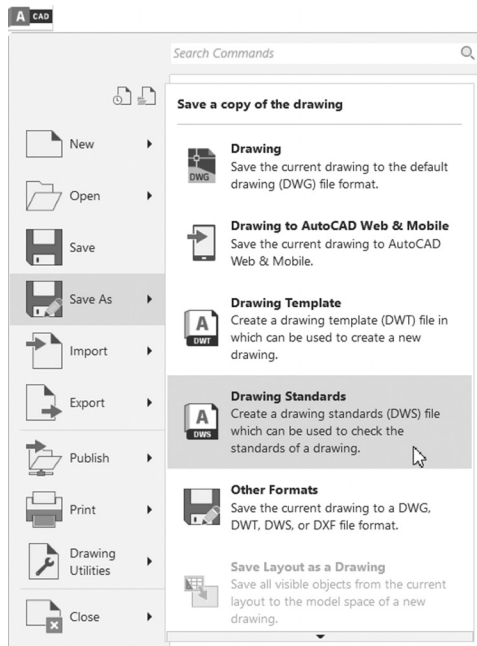 A CAD
Search Commands
Save a copy of the drawing
New
Open
Save
Save As
Import
Export
Publish
Print
Drawing
Utilities
Close
DWG
Drawing
Save the current drawing to the default
drawing (DWG) file format.
Drawing to AutoCAD Web & Mobile
Save the current drawing to AutoCAD
Web & Mobile.
A
DWT
Drawing Template
Create a drawing template (DWT) file in
which can be used to create a new
drawing.
A
DWS
Drawing Standards
Create a drawing standards (DWS) file
which can be used to check the
standards of a drawing.
Other Formats
Save the current drawing to a DWG,
DWT, DWS, or DXF file format.
Save Layout as a Drawing
Save all visible objects from the current
layout to the model space of a new
drawing.